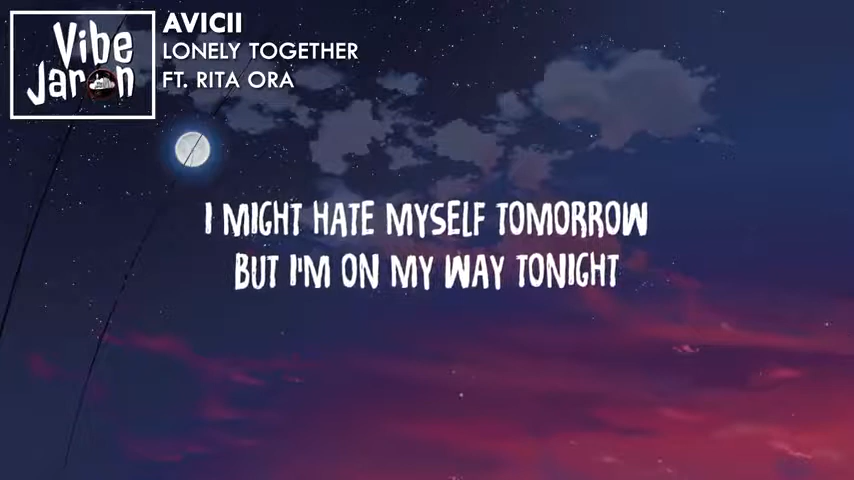 Vibe
Jaron
AVICII
LONELY TOGETHER
FT. RITA ORA
I MIGHT HATE MYSELF TOMORROW
BUT I'M ON MY WAY TONIGHT